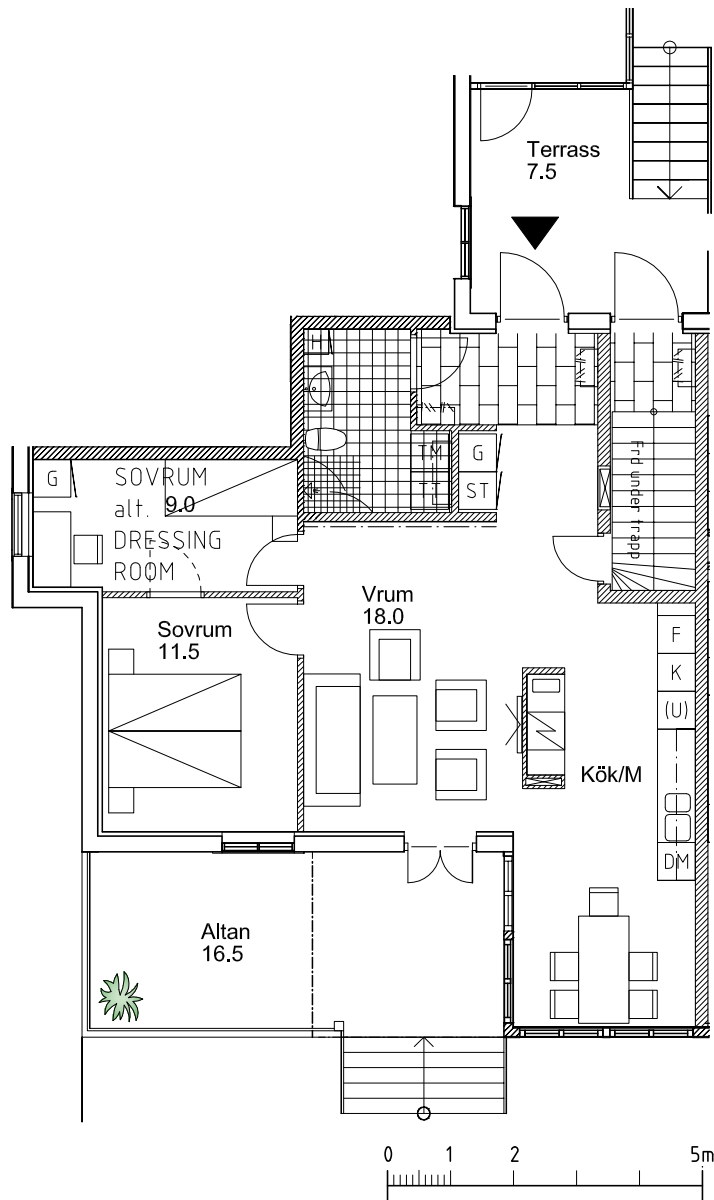 Terrass
7.5
H
TM
TT
G
ST
Frd under trapp
G
SOVRUM
alt. 9.0
DRESSING
ROOM
Vrum
18.0
Sovrum
11.5
F
K
(U)
Kök/M
DM
Altan
16.5
0 1 2 5m